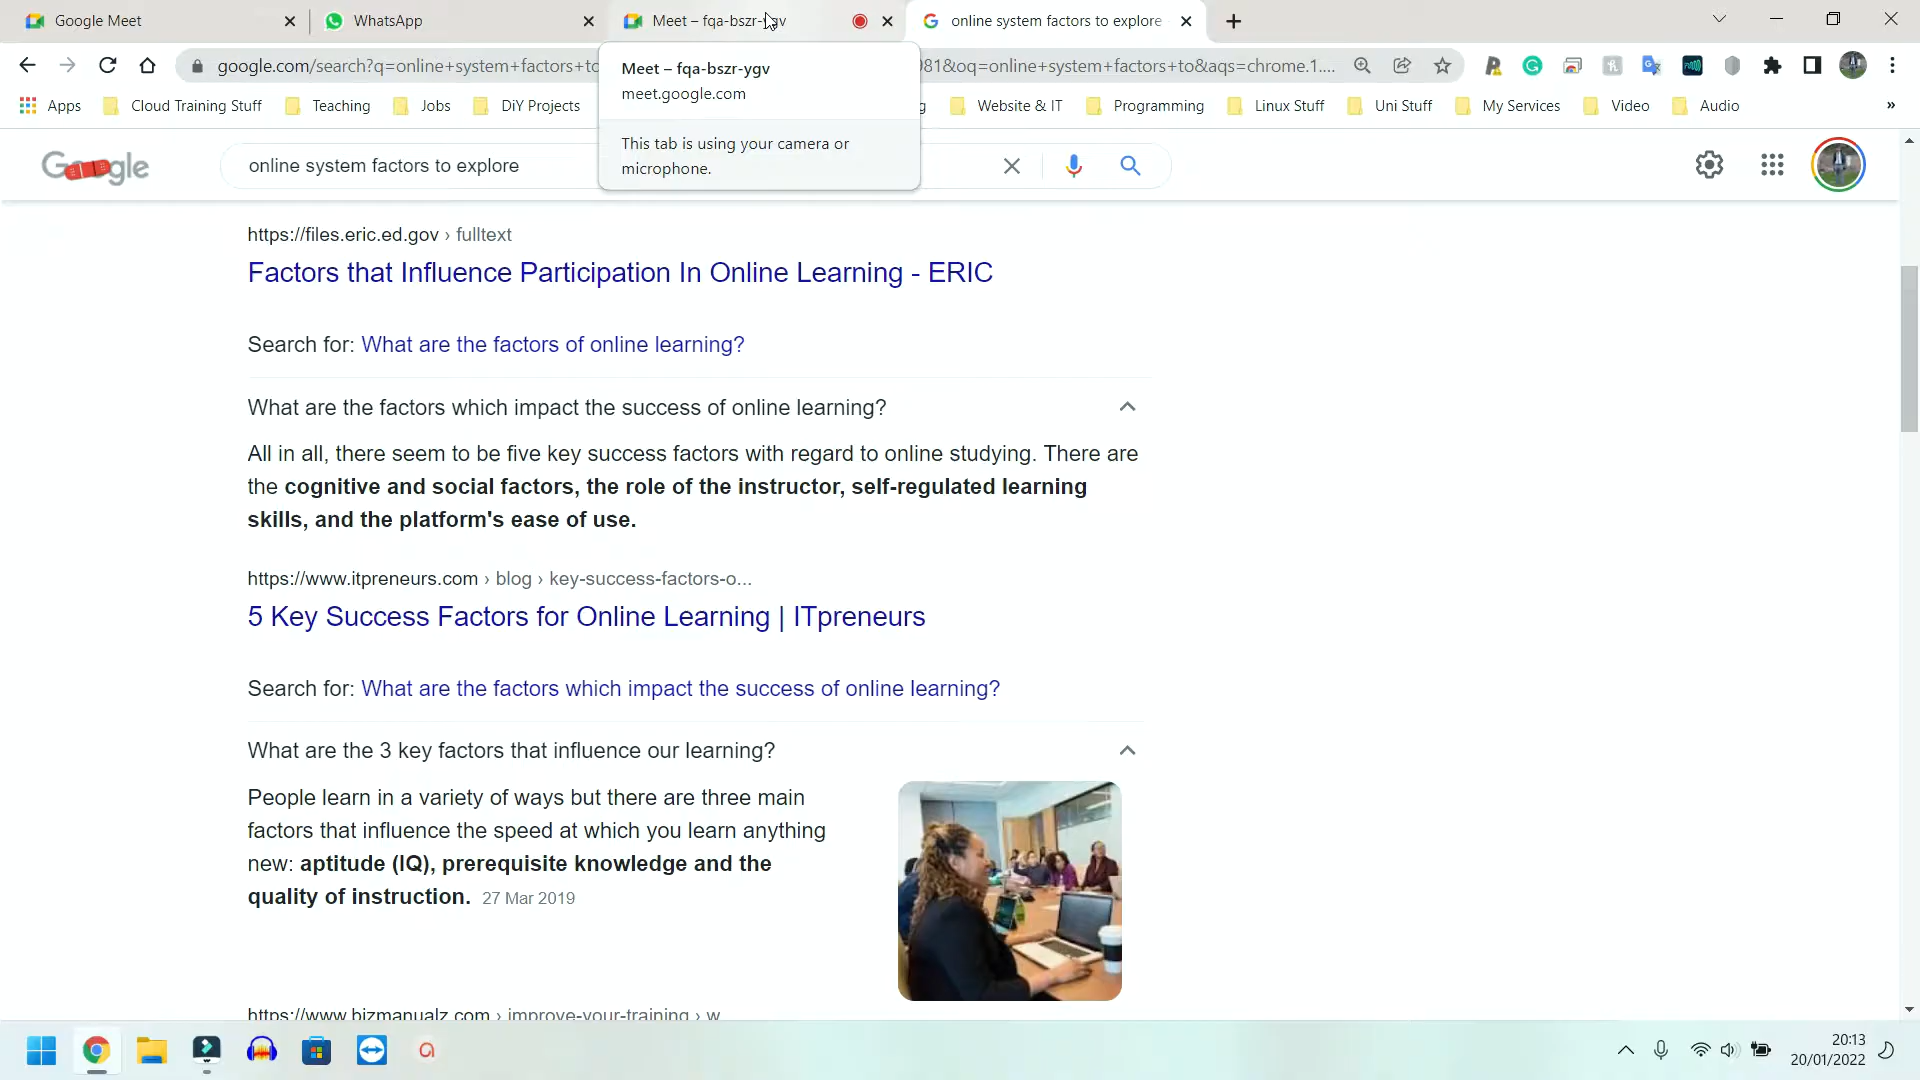 Google Meet
WhatsApp
Meet – fqa-bszr-ygv
online system factors to explore
google.com/search?q=online+system+factors+to
981&oq=online+system+factors+to&aqs=chrome.1....
Meet – fqa-bszr-ygv
meet.google.com
This tab is using your camera or
microphone.
Apps
Cloud Training Stuff
Teaching
Jobs
DiY Projects
g
Website & IT
Programming
Linux Stuff
Uni Stuff
My Services
Video
Audio
»
Google
online system factors to explore
https://files.eric.ed.gov › fulltext
Factors that Influence Participation In Online Learning - ERIC
Search for: What are the factors of online learning?
What are the factors which impact the success of online learning?
All in all, there seem to be five key success factors with regard to online studying. There are
the cognitive and social factors, the role of the instructor, self-regulated learning
skills, and the platform's ease of use.
https://www.itpreneurs.com › blog › key-success-factors-o...
5 Key Success Factors for Online Learning | ITpreneurs
Search for: What are the factors which impact the success of online learning?
What are the 3 key factors that influence our learning?
People learn in a variety of ways but there are three main
factors that influence the speed at which you learn anything
new: aptitude (IQ), prerequisite knowledge and the
quality of instruction. 27 Mar 2019
https://www.bizmanualz.com › improve-your-training › w
20:13
20/01/2022